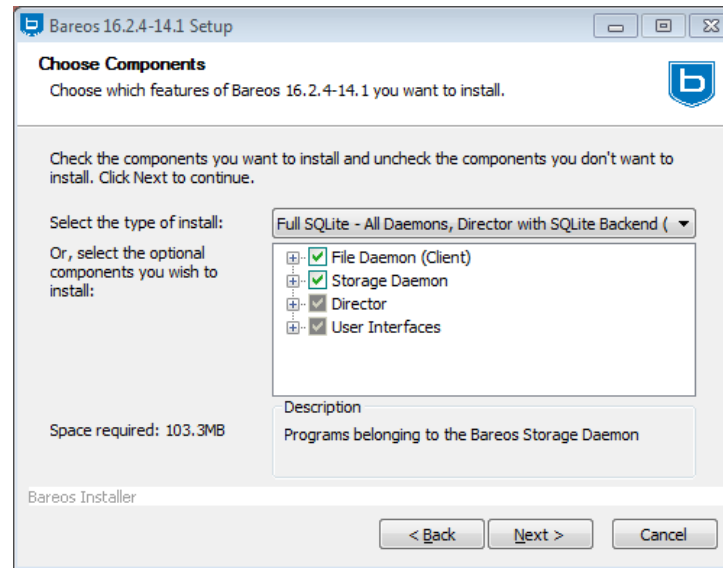 Bareos 16.2.4-14.1 Setup
Choose Components
Choose which features of Bareos 16.2.4-14.1 you want to install.
Check the components you want to install and uncheck the components you don't want to
install. Click Next to continue.
Select the type of install:
Full SQLite - All Daemons, Director with SQLite Backend (
Or, select the optional
components you wish to
install:
File Daemon (Client)
Storage Daemon
Director
User Interfaces
Space required: 103.3MB
Description
Programs belonging to the Bareos Storage Daemon
Bareos Installer
< Back
Next >
Cancel